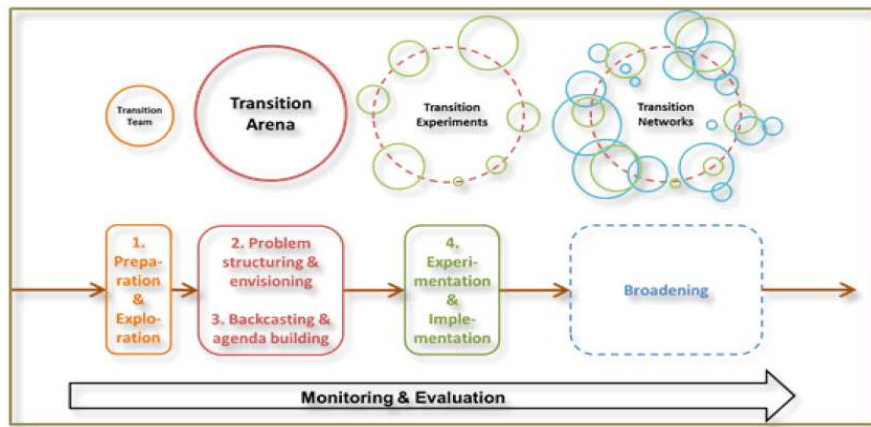 Transition
Team
Transition
Arena
Transition
Experiments
Transition
Networks
1.
Prepa-
ration
&
Explo-
ration
2. Problem
structuring &
envisioning
3. Backcasting &
agenda building
4.
Experi-
mentation
&
Imple-
mentation
Broadening
Monitoring & Evaluation